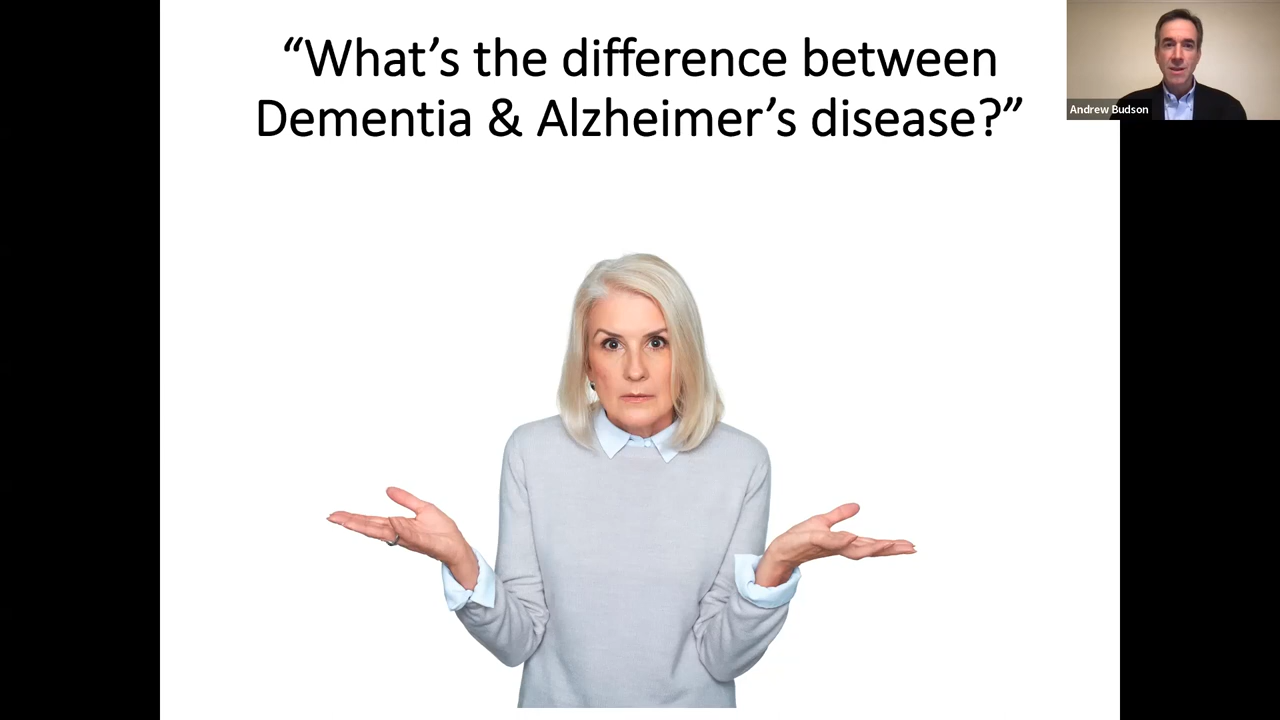 “What’s the difference between
Dementia & Alzheimer’s disease?”
Andrew Budson